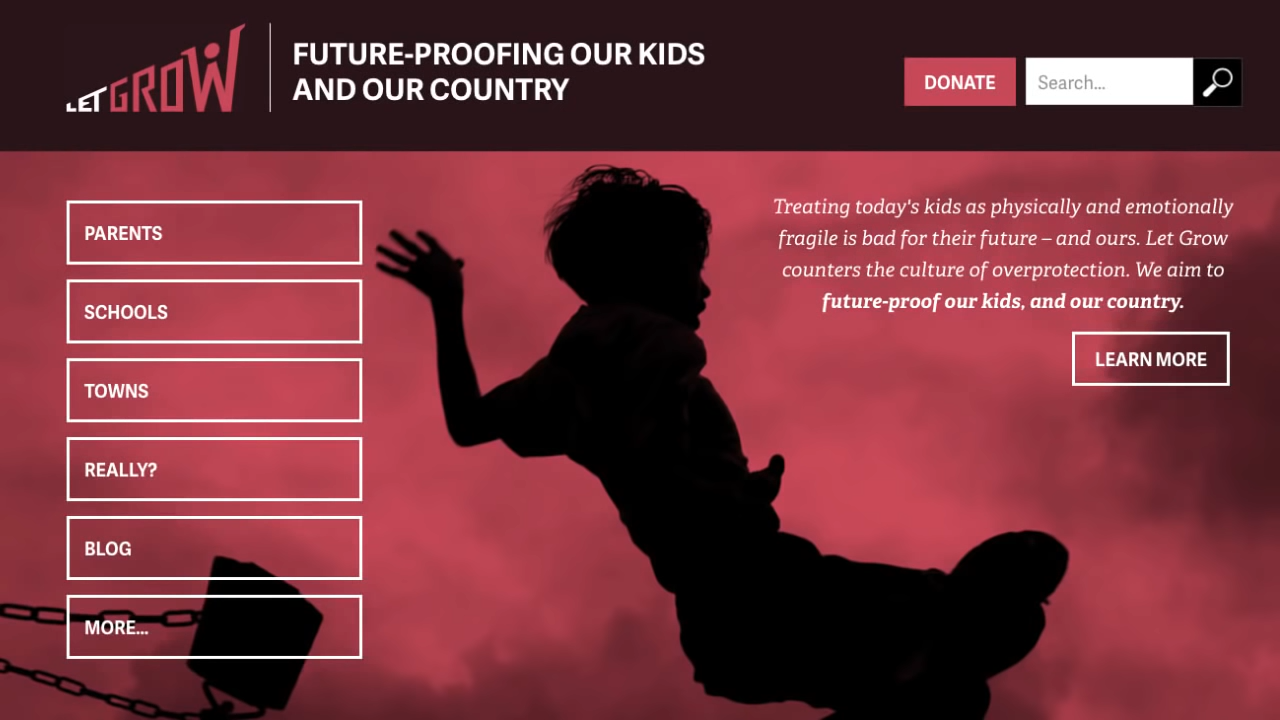 LET GROW
FUTURE-PROOFING OUR KIDS
AND OUR COUNTRY
DONATE
Search...
PARENTS
SCHOOLS
TOWNS
REALLY?
BLOG
MORE...
Treating today's kids as physically and emotionally
fragile is bad for their future – and ours. Let Grow
counters the culture of overprotection. We aim to
future-proof our kids, and our country.
LEARN MORE